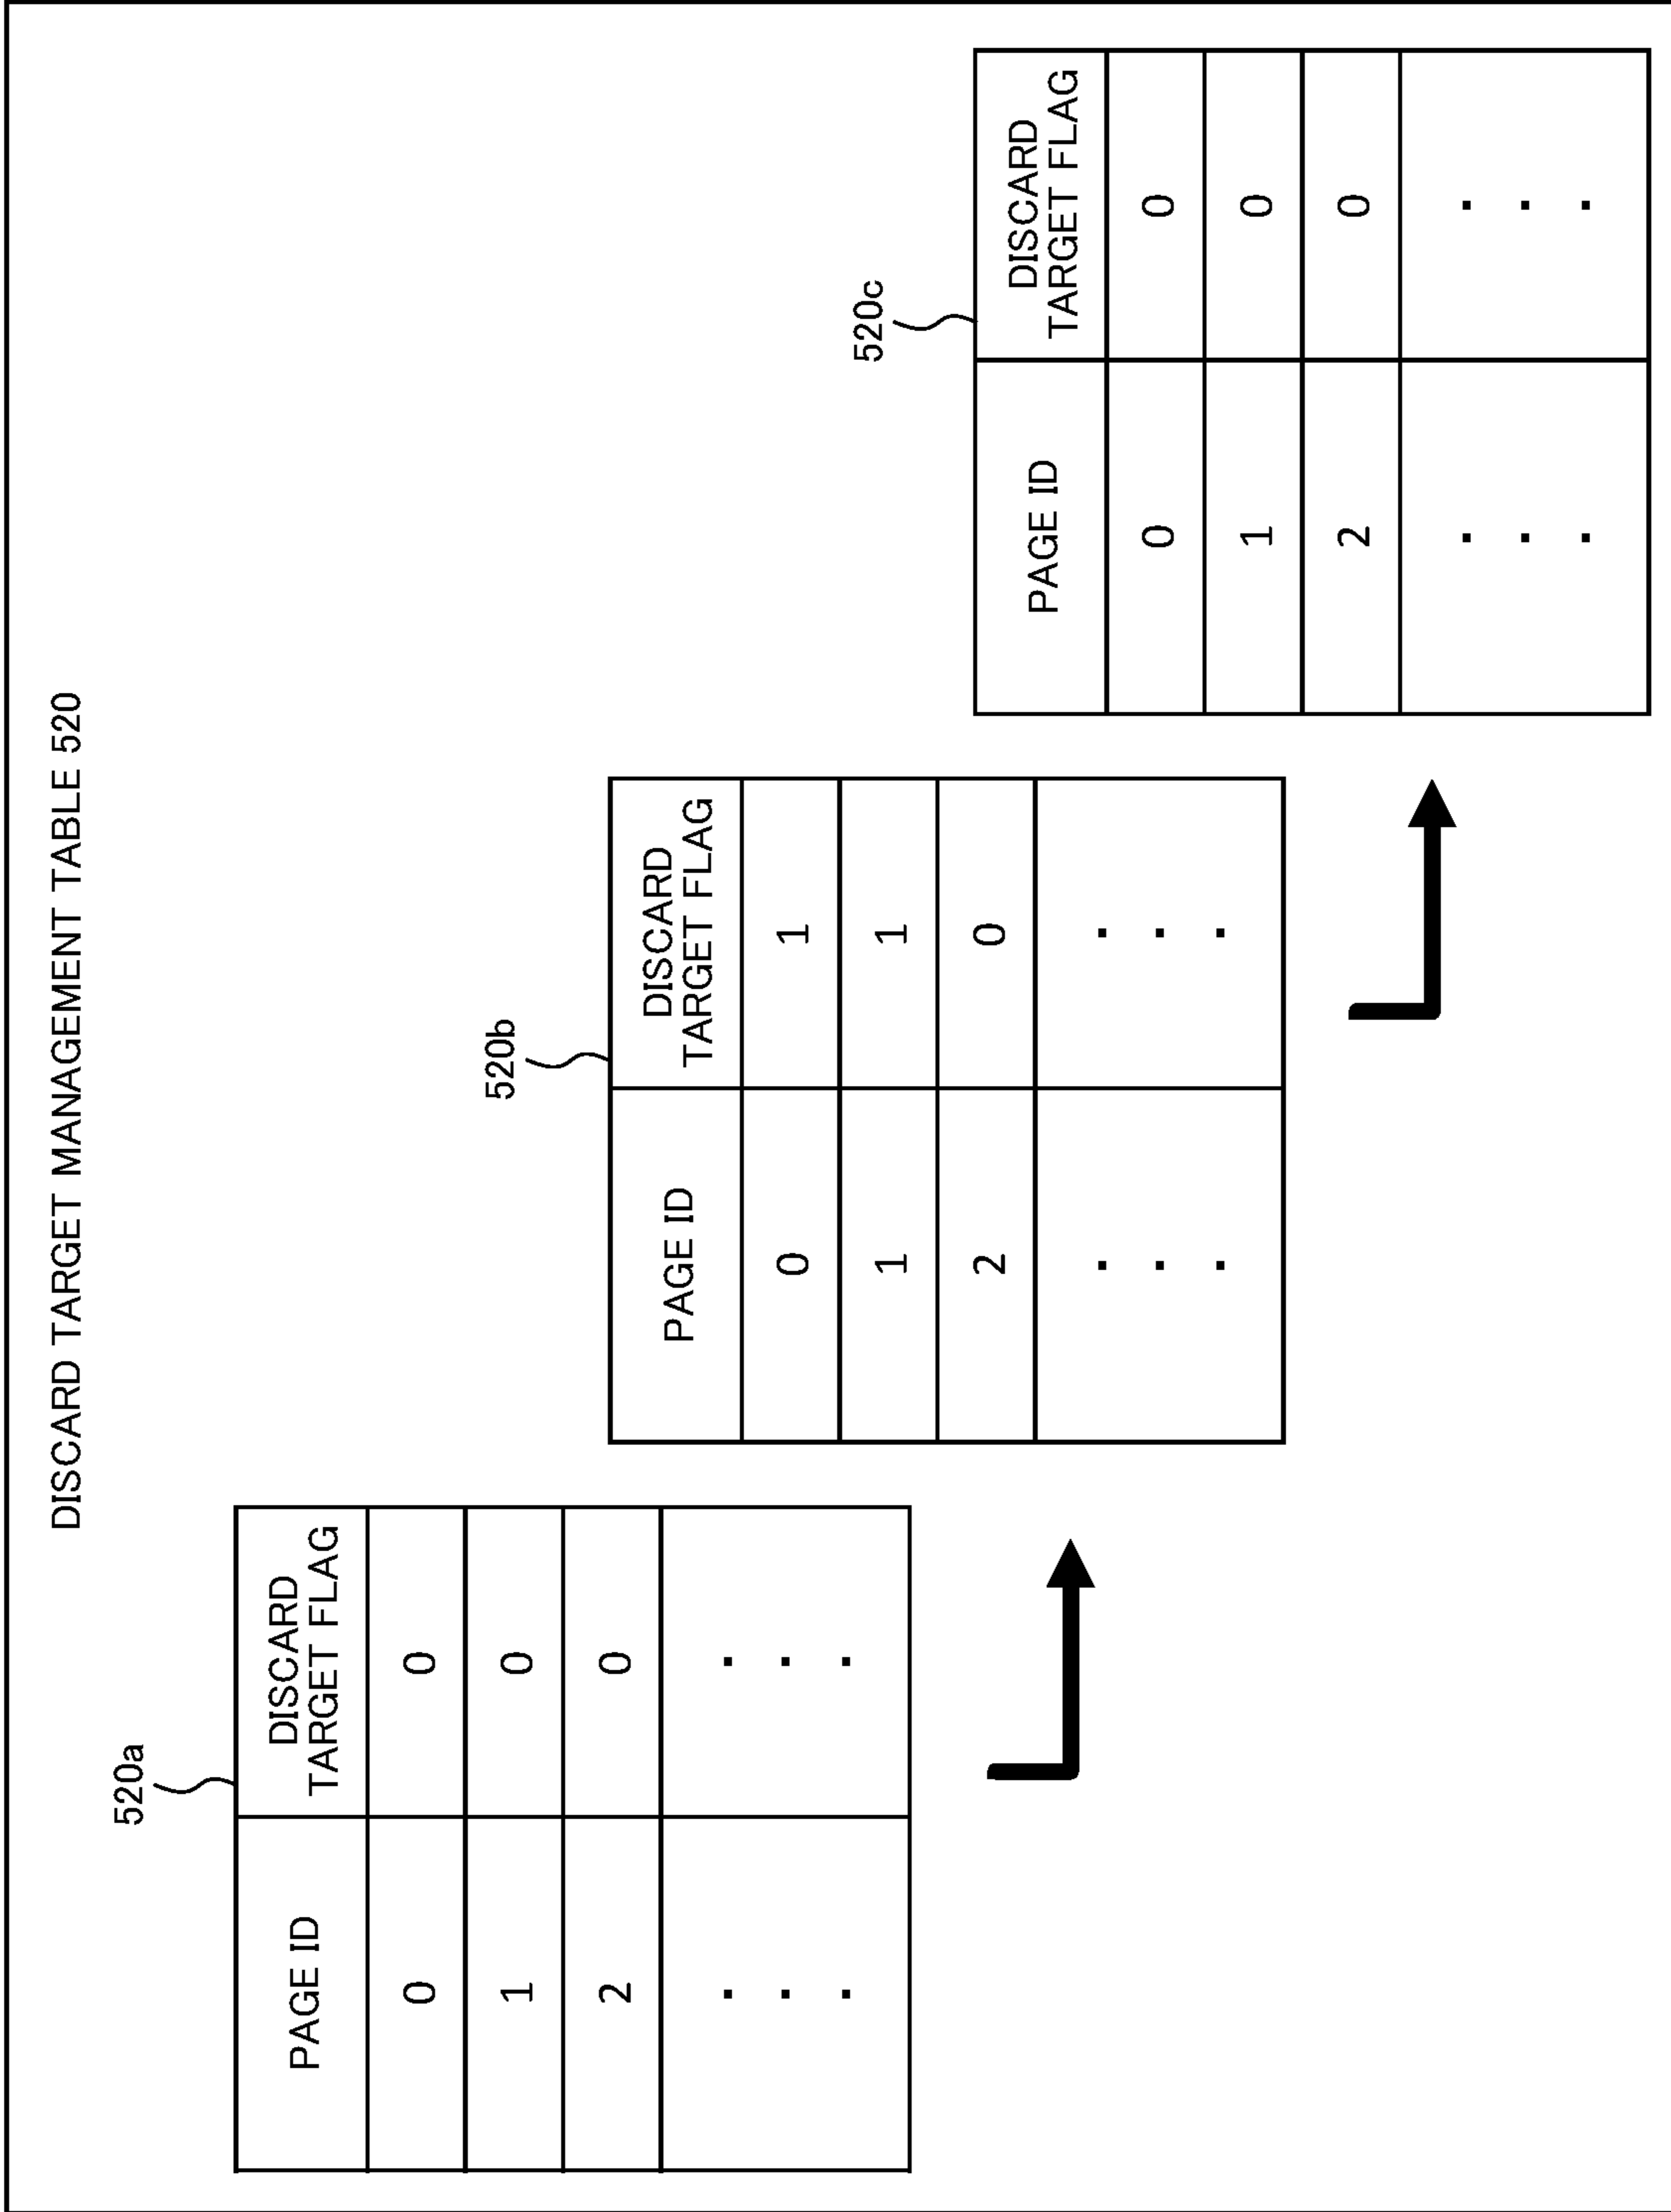 DISCARD TARGET MANAGEMENT TABLE 520
520a
PAGE ID
DISCARD
TARGET FLAG
0 0
1 0
2 0
· ·
· ·
· ·
520b
PAGE ID
DISCARD
TARGET FLAG
0 1
1 1
2 0
· ·
· ·
· ·
520c
PAGE ID
DISCARD
TARGET FLAG
0 0
1 0
2 0
· ·
· ·
· ·